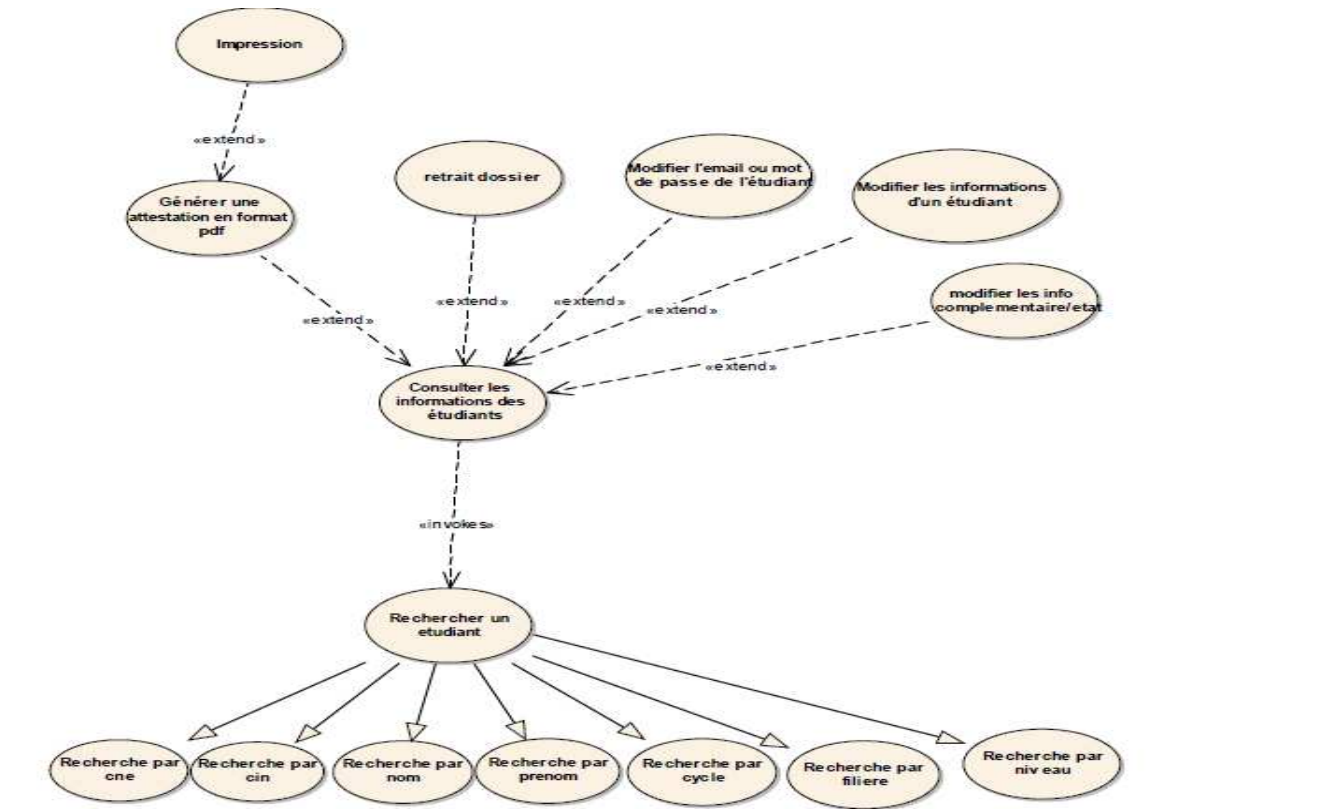 Impression
«extend»
retrait dossier
Modifier l'email ou mot
de passe de l'étudiant
Modifier les informations
d'un étudiant
Générer une
attestation en format
pdf
modifier les info
complementaire/etat
«extend»
«extend»
«extend»
«extend»
«extend»
Consulter les
informations des
étudiants
«invokes»
Rechercher un
etudiant
Recherche par
cne
Recherche par
cin
Recherche par
nom
Recherche par
prenom
Recherche par
cycle
Recherche par
filiere
Recherche par
niveau